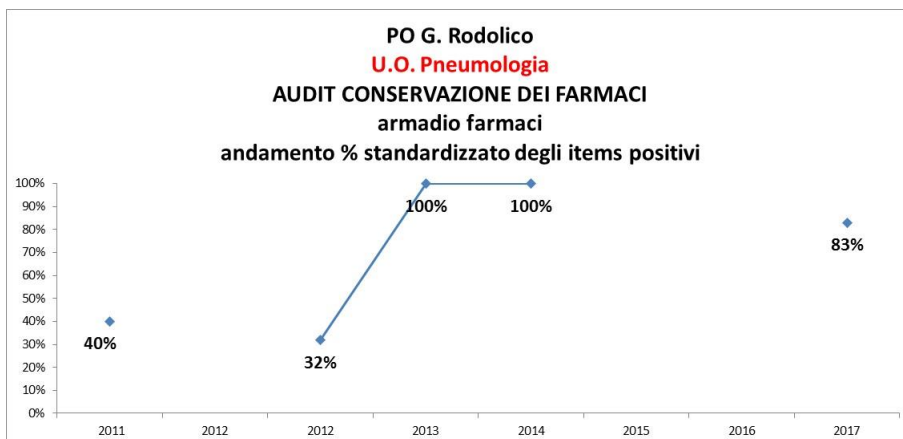 PO G. Rodolico
U.O. Pneumologia
AUDIT CONSERVAZIONE DEI FARMACI
armadio farmaci
andamento % standardizzato degli items positivi
100%
90%
80%
70%
60%
50%
40%
30%
20%
10%
0%
40%
32%
100%
100%
83%
2011 2012 2012 2013 2014 2015 2016 2017